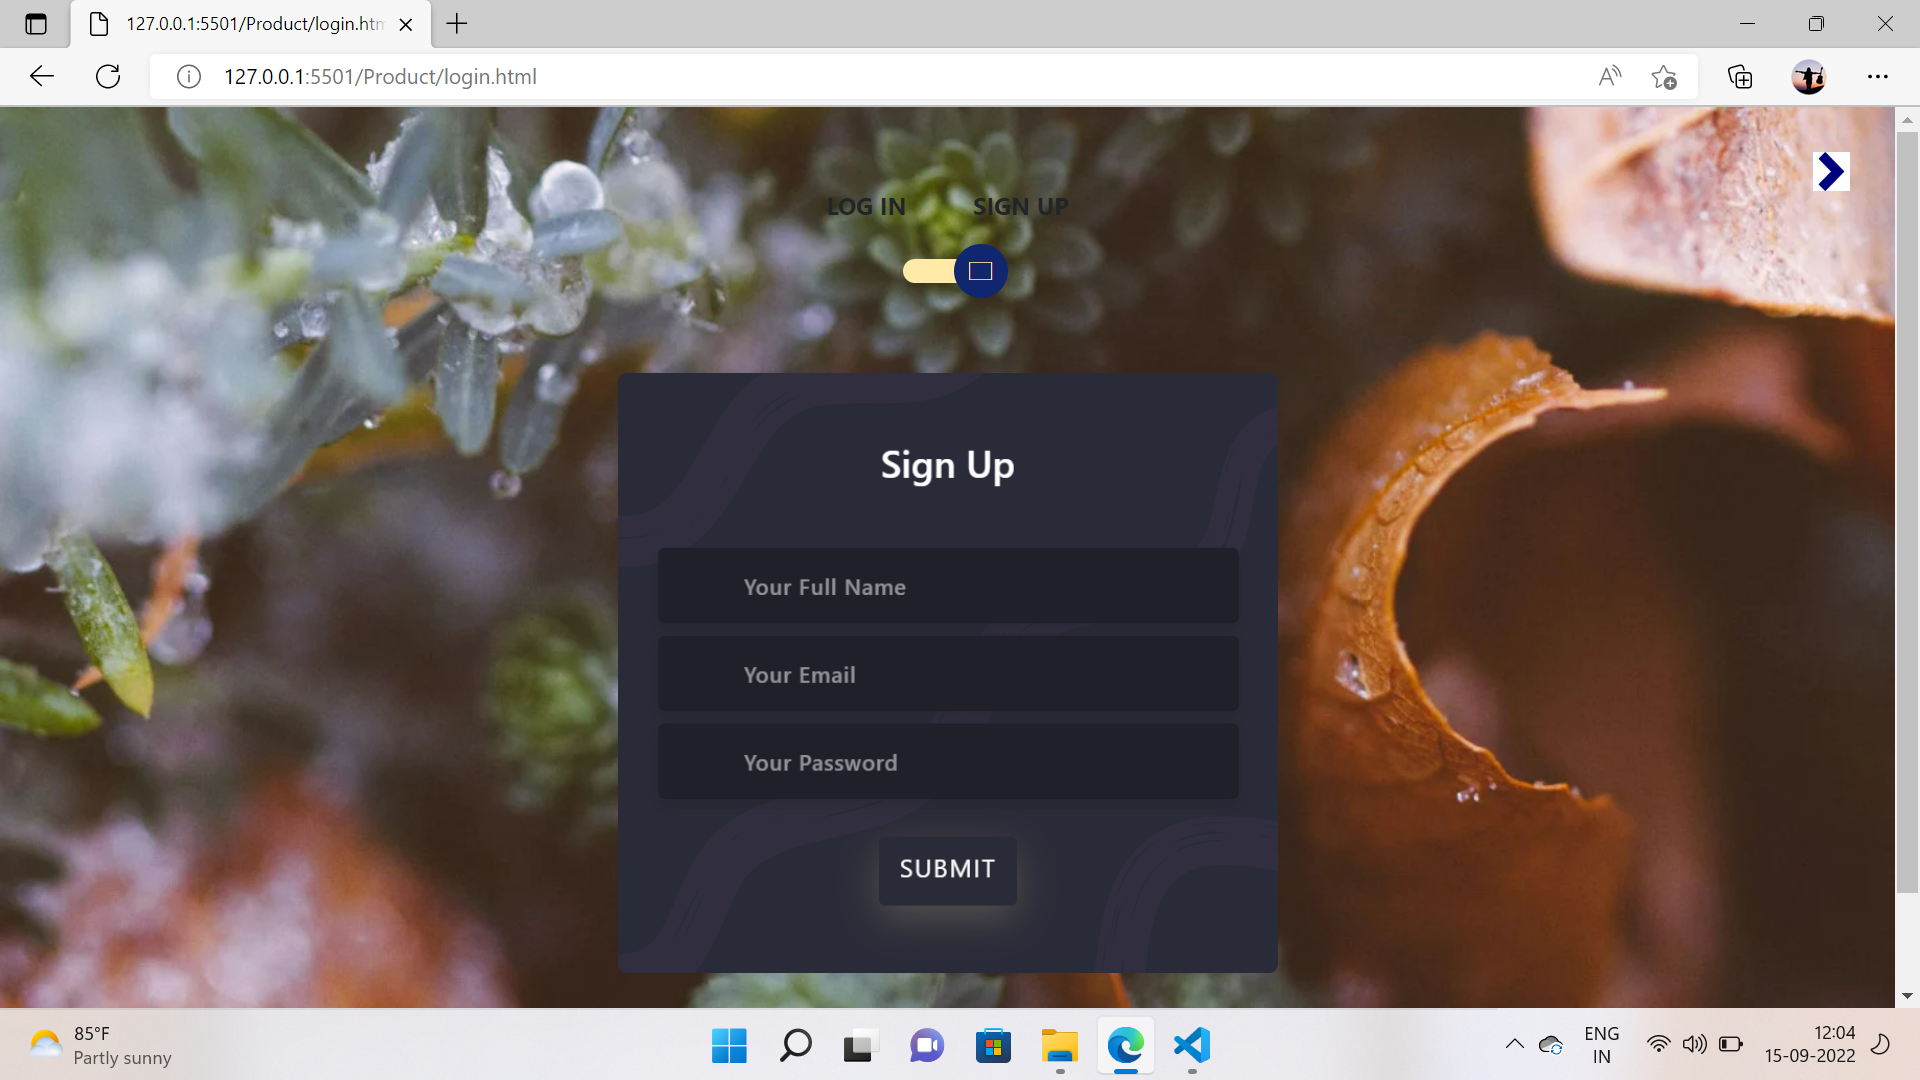 127.0.0.1:5501/Product/login.htm
127.0.0.1:5501/Product/login.html
LOG IN SIGN UP
Sign Up
Your Full Name
Your Email
Your Password
SUBMIT
85°F
Partly sunny
ENG
IN
12:04
15-09-2022